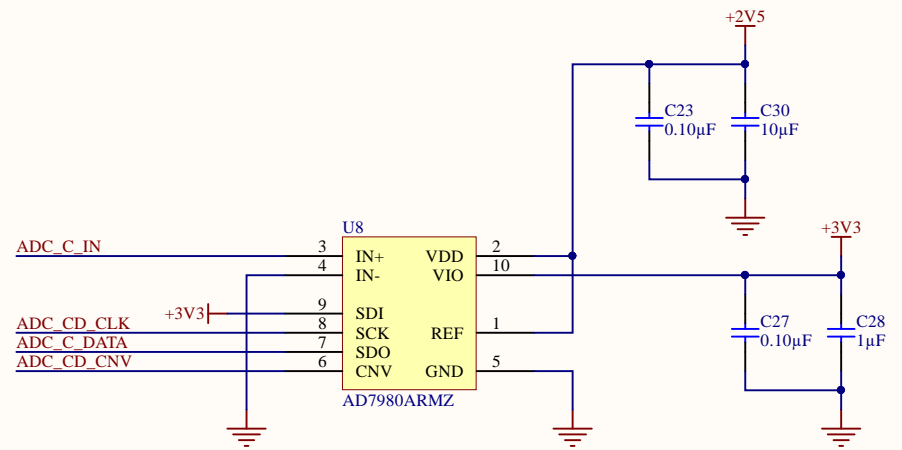 +2V5
C23
0.10µF
C30
10µF
U8
+3V3
ADC_C_IN
3
IN+
VDD
2
4
IN-
VIO
10
+3V3
9
SDI
ADC_CD_CLK
8
SCK
REF
1
C27
0.10µF
C28
1µF
ADC_C_DATA
7
SDO
ADC_CD_CNV
6
CNV
GND
5
AD7980ARMZ